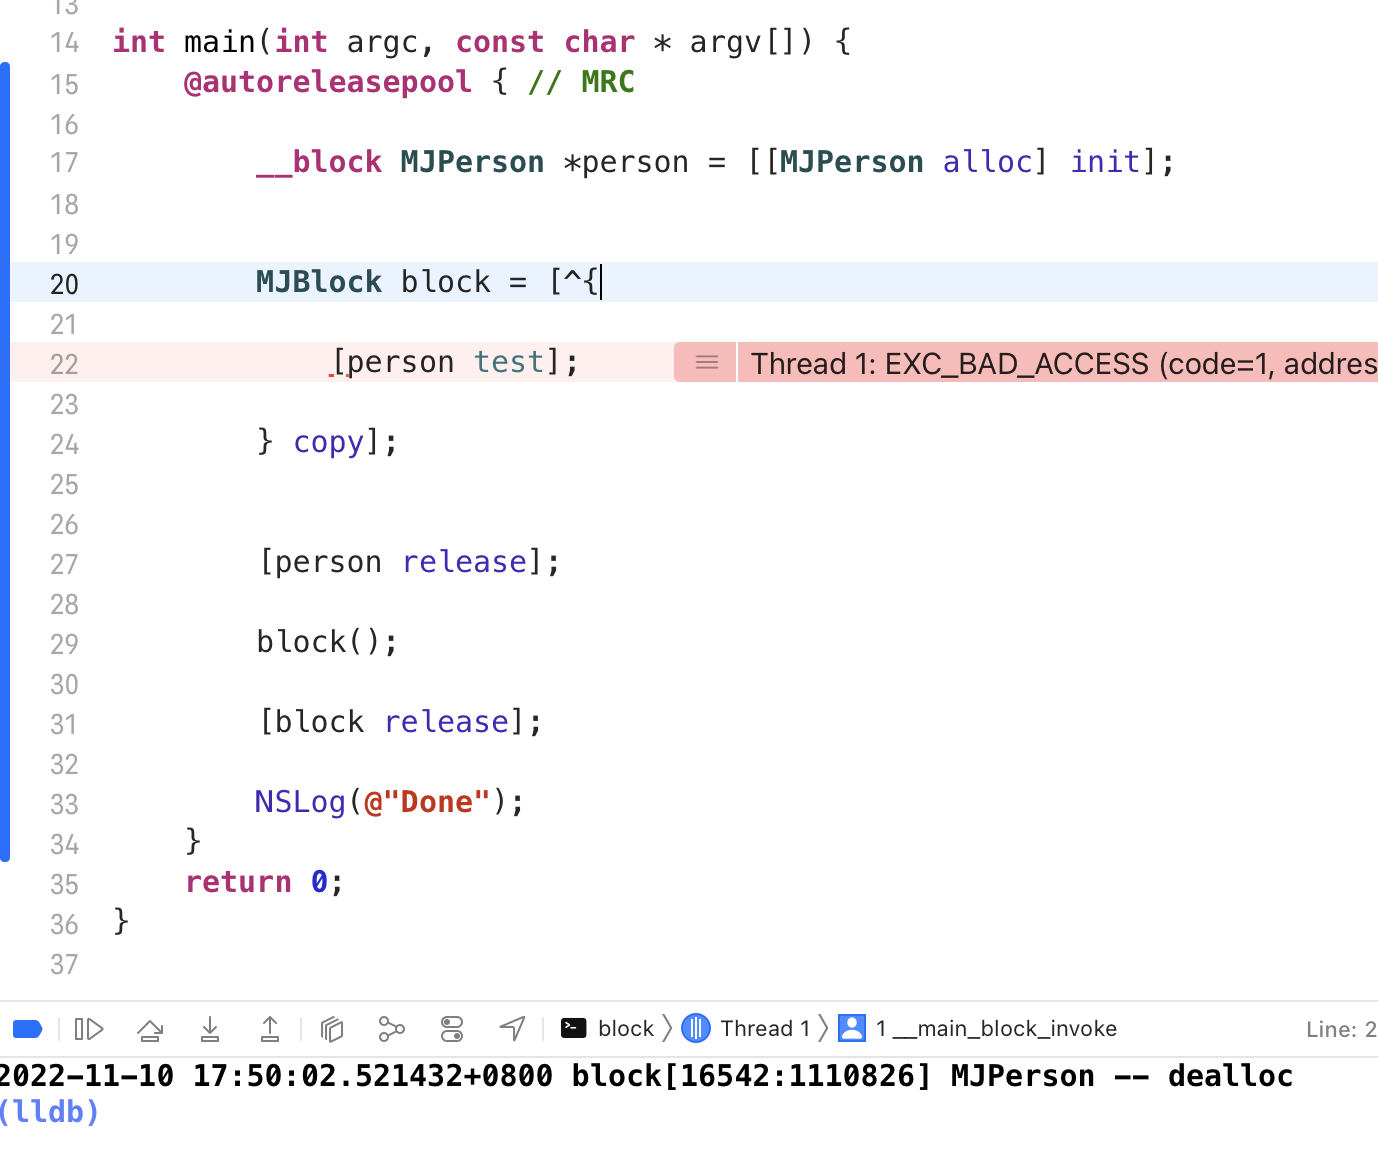 13
14 int main(int argc, const char * argv[]) {
15 @autoreleasepool { // MRC
16
17 __block MJPerson *person = [[MJPerson alloc] init];
18
19
20 MJBlock block = [^{
21
22 [person test]; Thread 1: EXC_BAD_ACCESS (code=1, addres
23
24 } copy];
25
26
27 [person release];
28
29 block();
30
31 [block release];
32
33 NSLog(@"Done");
34 }
35 return 0;
36 }
37
block Thread 1 1 __main_block_invoke Line: 2
2022-11-10 17:50:02.521432+0800 block[16542:1110826] MJPerson -- dealloc
(lldb)